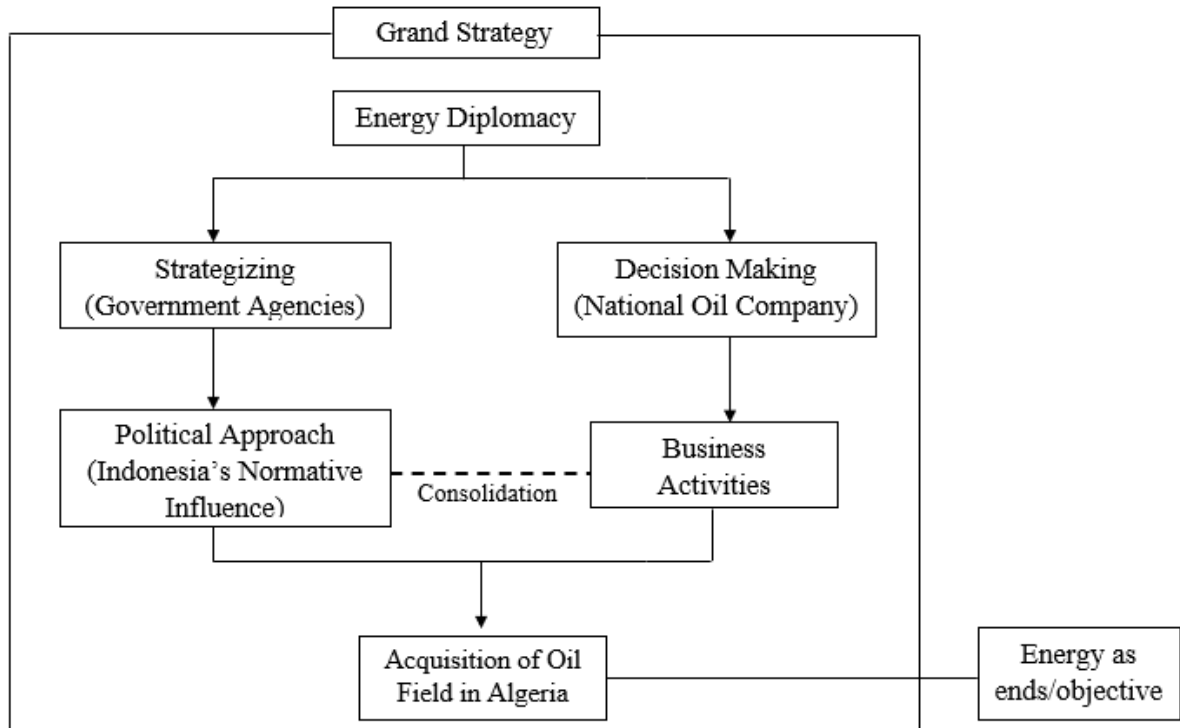 Grand Strategy
Energy Diplomacy
Strategizing
(Government Agencies)
Decision Making
(National Oil Company)
Political Approach
(Indonesia’s Normative
Influence)
Consolidation
Business
Activities
Acquisition of Oil
Field in Algeria
Energy as
ends/objective